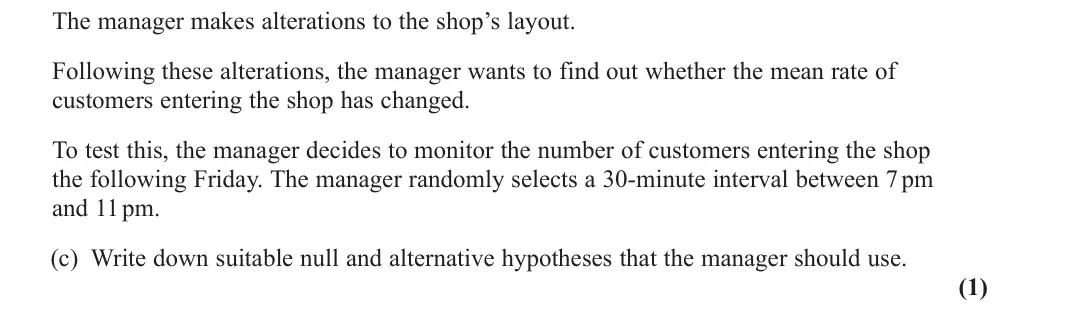 The manager makes alterations to the shop’s layout.
Following these alterations, the manager wants to find out whether the mean rate of
customers entering the shop has changed.
To test this, the manager decides to monitor the number of customers entering the shop
the following Friday. The manager randomly selects a 30-minute interval between 7 pm
and 11 pm.
(c) Write down suitable null and alternative hypotheses that the manager should use.
(1)